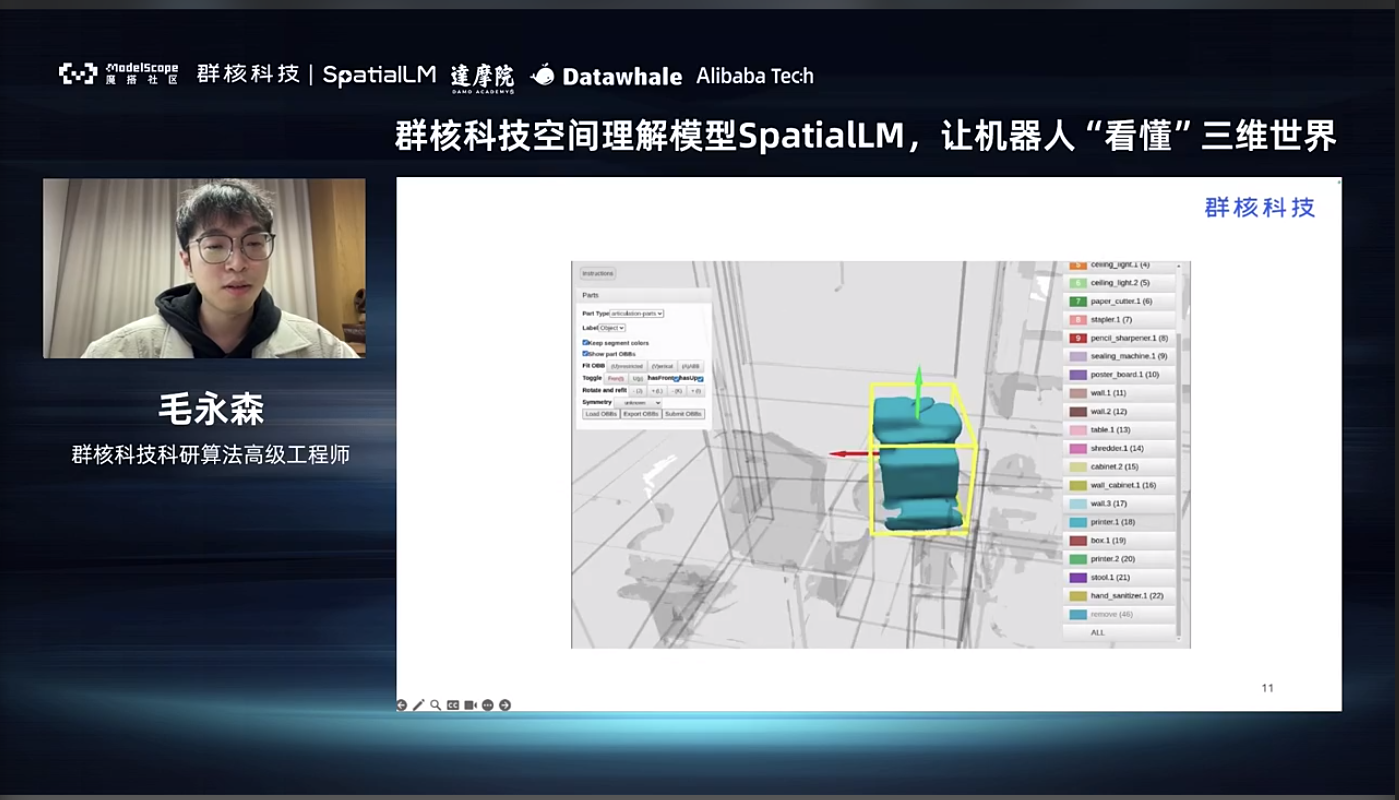 ModelScope
魔搭社区
群核科技 | SpatialLM
達摩院
DAMO ACADEMY
Datawhale
Alibaba Tech
群核科技空间理解模型SpatialLM，让机器人“看懂”三维世界
毛永森
群核科技科研算法高级工程师
群核科技
Instructions
Parts
Part Type articulation-parts
Label Object
Keep segment colors
Show part OBBs
Fit OBB (U)nrestricted (V)ertical (A)ABB
Toggle Front(t) U(p) hasFront hasUp
Rotate and refit
Symmetry unknown
Load OBBs Export OBBs Submit OBBs
ceiling_light.1 (4)
6 ceiling_light.2 (5)
7 paper_cutter.1 (6)
8 stapler.1 (7)
9 pencil_sharpener.1 (8)
sealing_machine.1 (9)
poster_board.1 (10)
wall.1 (11)
wall.2 (12)
table.1 (13)
shredder.1 (14)
cabinet.2 (15)
wall_cabinet.1 (16)
wall.3 (17)
printer.1 (18)
box.1 (19)
printer.2 (20)
stool.1 (21)
hand_sanitizer.1 (22)
remove (46)
ALL
11